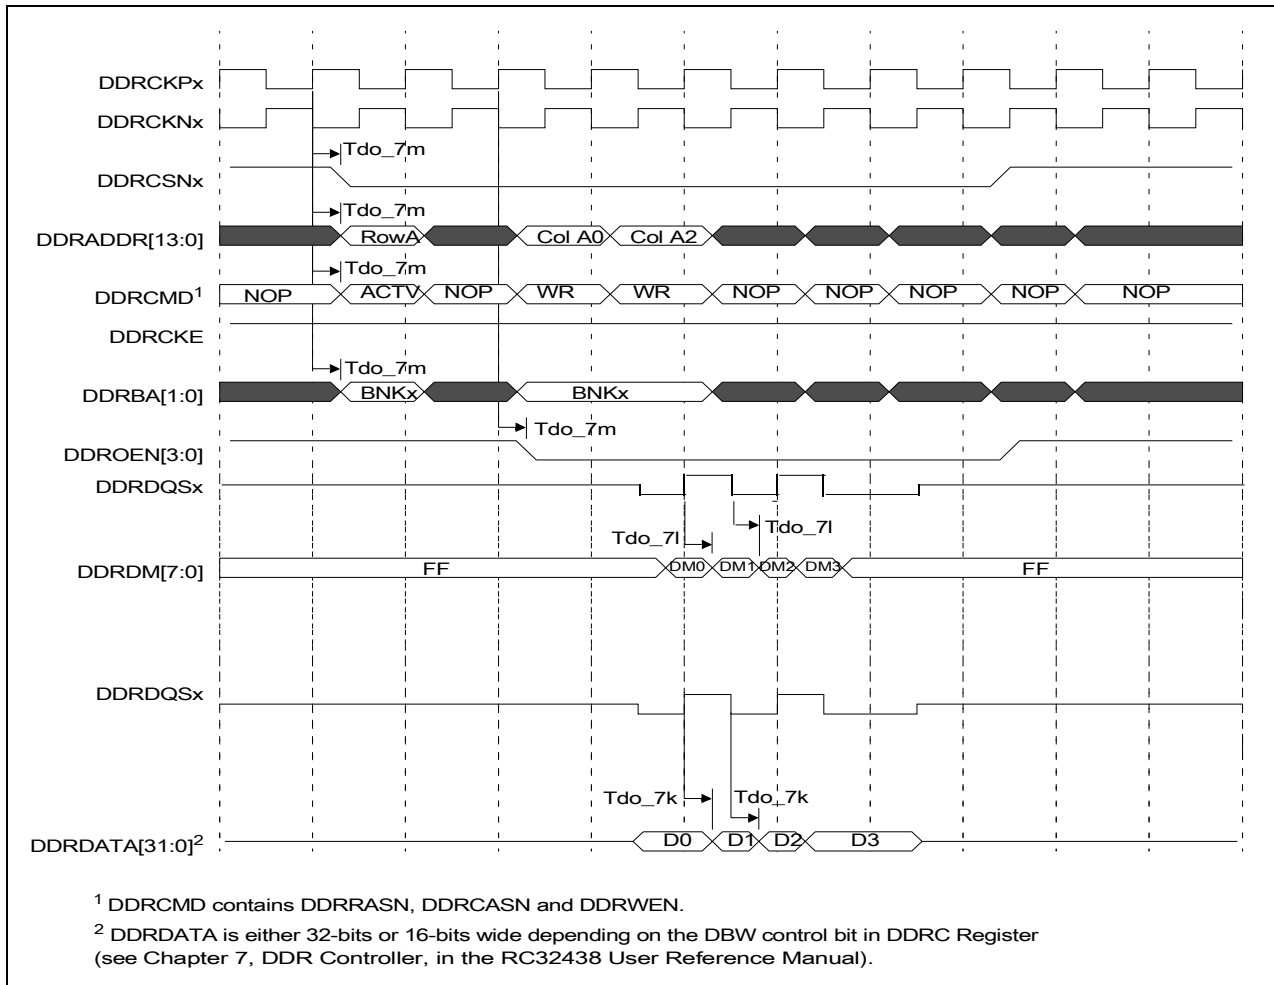 DDRCKPx
DDRCKNx
Tdo_7m
DDRCSNx
Tdo_7m
DDRADDR[13:0] RowA Col A0 Col A2
Tdo_7m
DDRCMD1 NOP ACTV NOP WR WR NOP NOP NOP NOP NOP
DDRCKE
Tdo_7m
DDRBA[1:0] BNKx BNKx
Tdo_7m
DDROEN[3:0]
DDRDQSx
Tdo_7l Tdo_7l
DDRDM[7:0] FF DM0 DM1 DM2 DM3 FF
DDRDQSx
Tdo_7k Tdo_7k
DDRDATA[31:0]2 D0 D1 D2 D3
1 DDRCMD contains DDRRASN, DDRCASN and DDRWEN.
2 DDRDATA is either 32-bits or 16-bits wide depending on the DBW control bit in DDRC Register
(see Chapter 7, DDR Controller, in the RC32438 User Reference Manual).